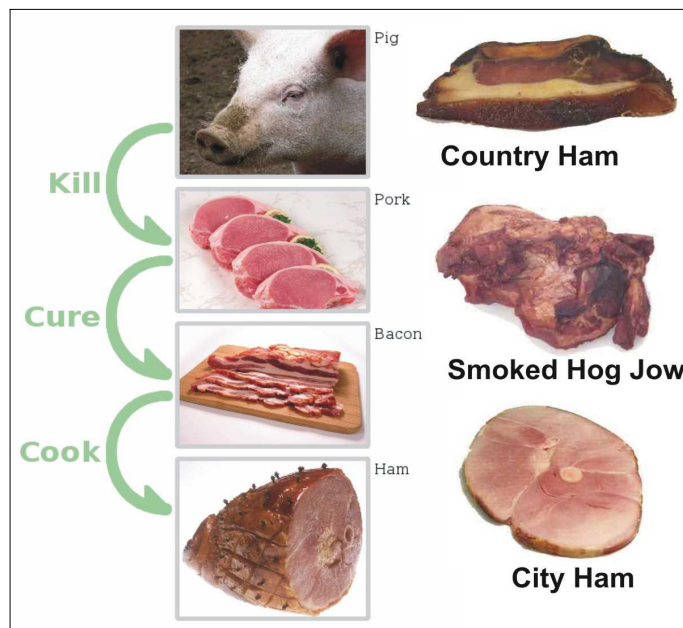 Pig
Country Ham
Kill
Pork
Cure
Smoked Hog Jow
Bacon
Cook
Ham
City Ham